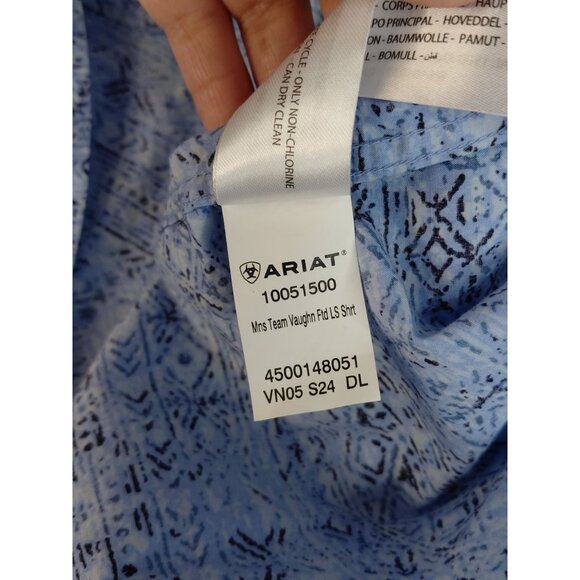 CYCLE - ONLY NON-CHLORINE
CAN DRY CLEAN
- CORPS
HAUP
PO PRINCIPAL - HOVEDDEL -
ON - BAUMWOLLE - PAMUT -
L - BOMULL - قطن -
ARIAT®
10051500
Mns Team Vaughn Ftd LS Shrt
4500148051
VN05 S24 DL